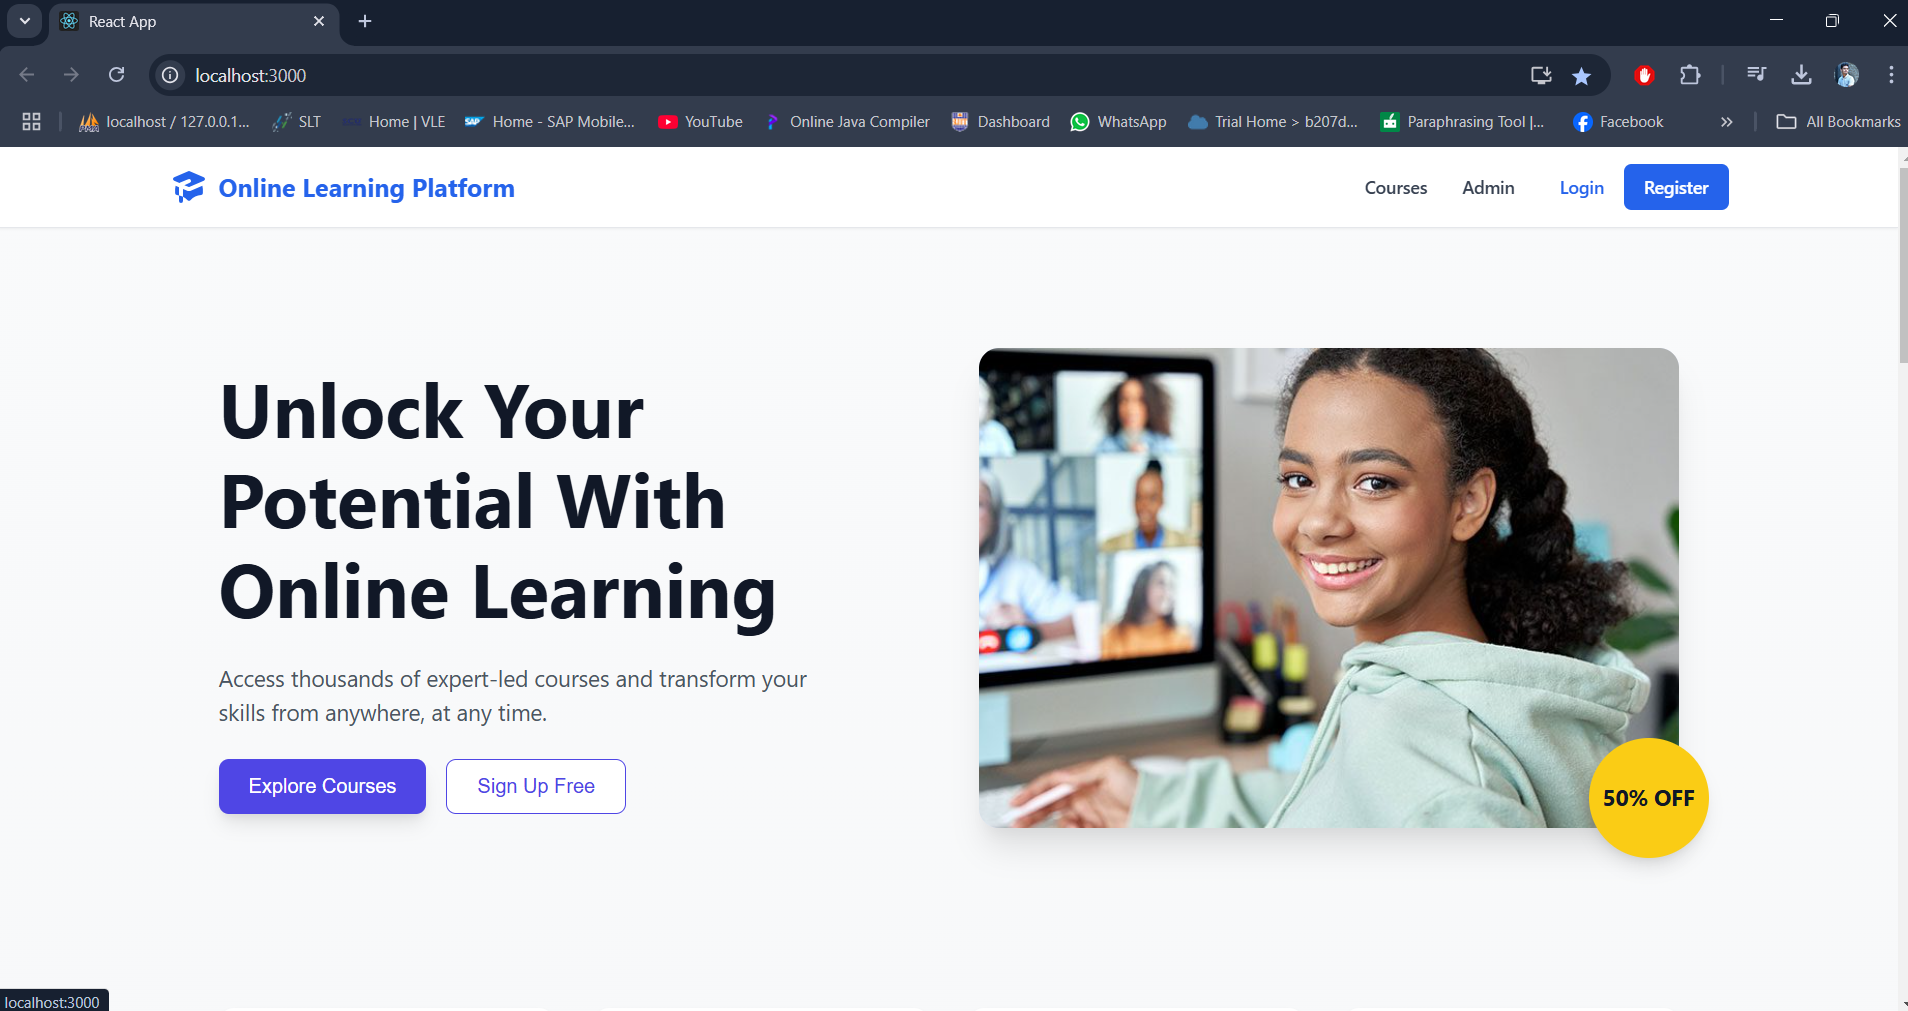 React App
localhost:3000
localhost / 127.0.0.1...
SLT
Home | VLE
Home - SAP Mobile...
YouTube
Online Java Compiler
Dashboard
WhatsApp
Trial Home > b207d...
Paraphrasing Tool |...
Facebook
All Bookmarks
Online Learning Platform
Courses
Admin
Login
Register
Unlock Your
Potential With
Online Learning
Access thousands of expert-led courses and transform your
skills from anywhere, at any time.
Explore Courses
Sign Up Free
50% OFF
localhost:3000